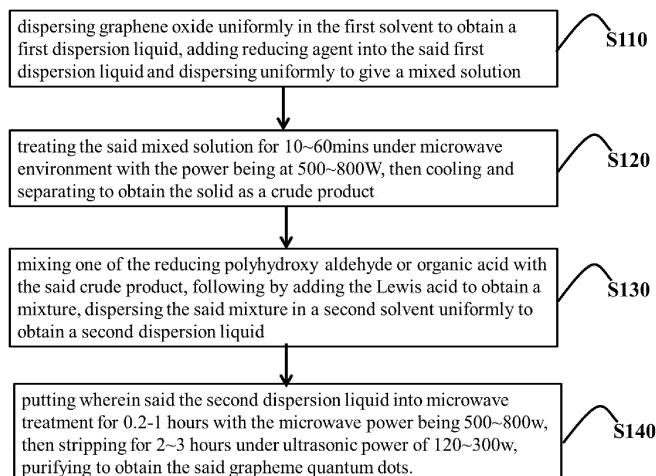 dispersing graphene oxide uniformly in the first solvent to obtain a
first dispersion liquid, adding reducing agent into the said first
dispersion liquid and dispersing uniformly to give a mixed solution
S110
treating the said mixed solution for 10~60mins under microwave
environment with the power being at 500~800W, then cooling and
separating to obtain the solid as a crude product
S120
mixing one of the reducing polyhydroxy aldehyde or organic acid with
the said crude product, following by adding the Lewis acid to obtain a
mixture, dispersing the said mixture in a second solvent uniformly to
obtain a second dispersion liquid
S130
putting wherein said the second dispersion liquid into microwave
treatment for 0.2-1 hours with the microwave power being 500~800w,
then stripping for 2~3 hours under ultrasonic power of 120~300w,
purifying to obtain the said grapheme quantum dots.
S140